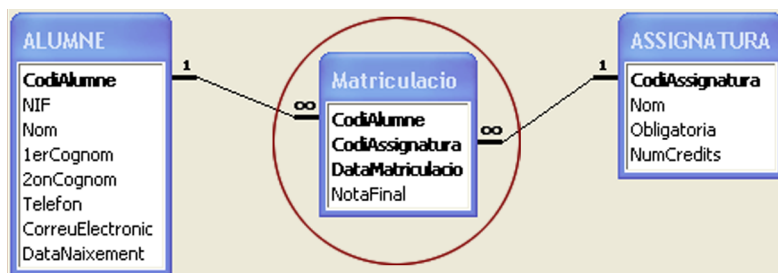 ALUMNE
CodiAlumne
NIF
Nom
1erCognom
2onCognom
Telefon
CorreuElectronic
DataNaixement
1
∞
Matriculacio
CodiAlumne
CodiAssignatura
DataMatriculacio
NotaFinal
∞
1
ASSIGNATURA
CodiAssignatura
Nom
Obligatoria
NumCredits